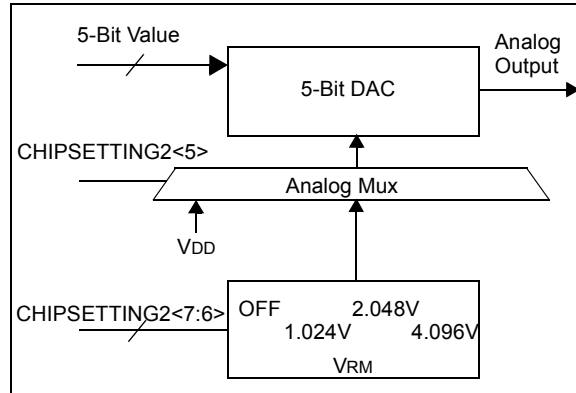 5-Bit Value
Analog
Output
5-Bit DAC
CHIPSETTING2<5>
Analog Mux
VDD
CHIPSETTING2<7:6>
OFF 2.048V
1.024V 4.096V
VRM